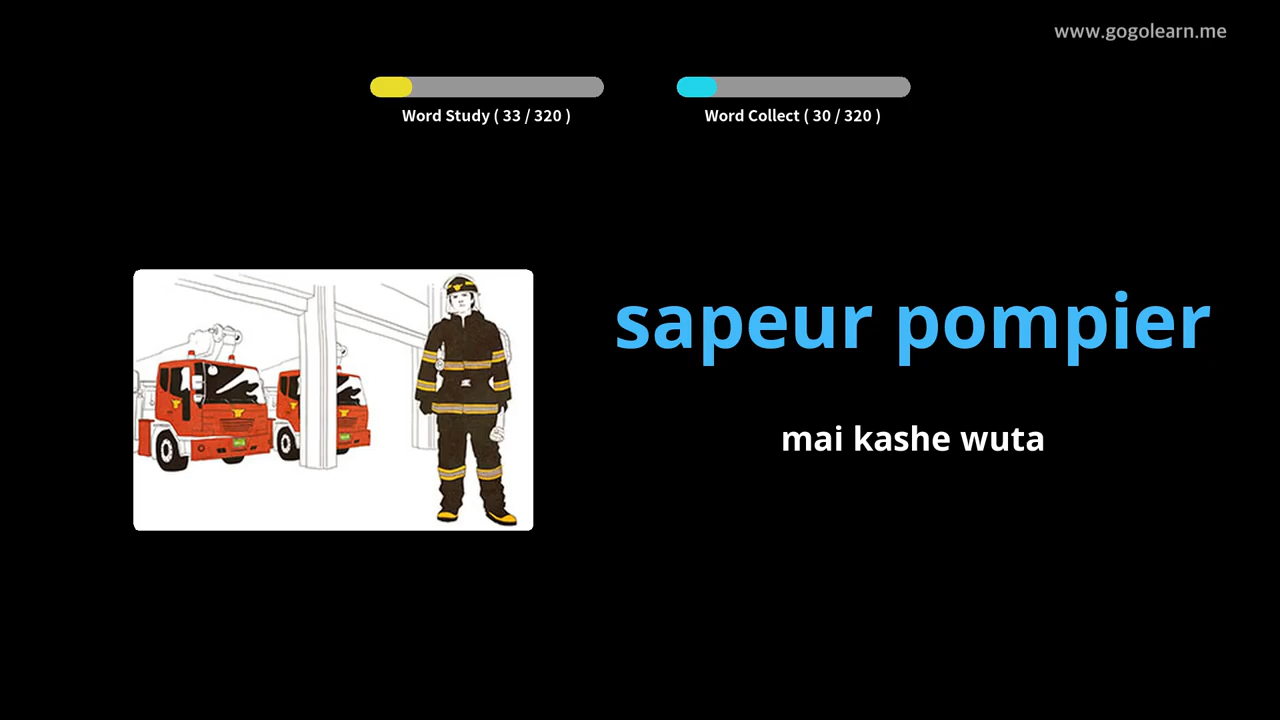 www.gogolearn.me
Word Study ( 33 / 320 )
Word Collect ( 30 / 320 )
sapeur pompier
mai kashe wuta